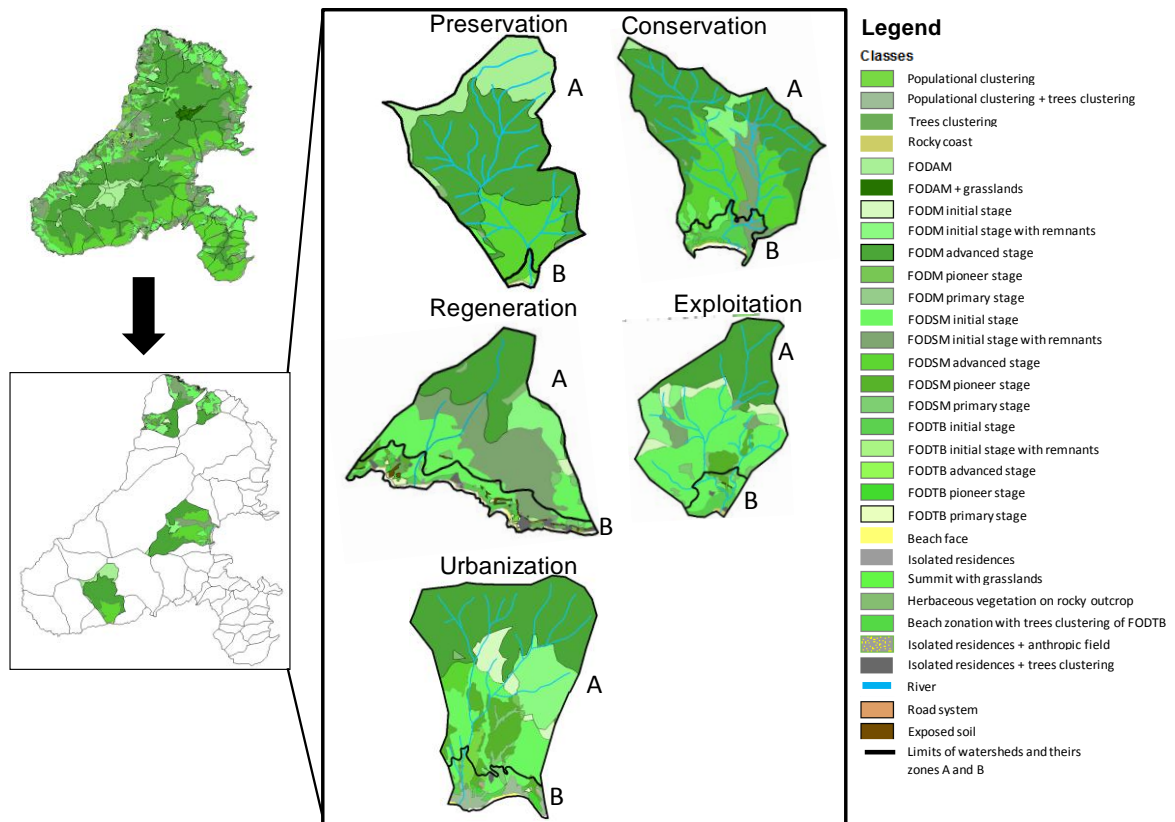 Preservation
Conservation
A
A
B
B
Regeneration
Exploitation
A
A
B
B
Urbanization
A
B
Legend
Classes
Populational clustering
Populational clustering + trees clustering
Trees clustering
Rocky coast
FODAM
FODAM + grasslands
FODM initial stage
FODM initial stage with remnants
FODM advanced stage
FODM pioneer stage
FODM primary stage
FODSM initial stage
FODSM initial stage with remnants
FODSM advanced stage
FODSM pioneer stage
FODSM primary stage
FODTB initial stage
FODTB initial stage with remnants
FODTB advanced stage
FODTB pioneer stage
FODTB primary stage
Beach face
Isolated residences
Summit with grasslands
Herbaceous vegetation on rocky outcrop
Beach zonation with trees clustering of FODTB
Isolated residences + anthropic field
Isolated residences + trees clustering
River
Road system
Exposed soil
Limits of watersheds and theirs
zones A and B